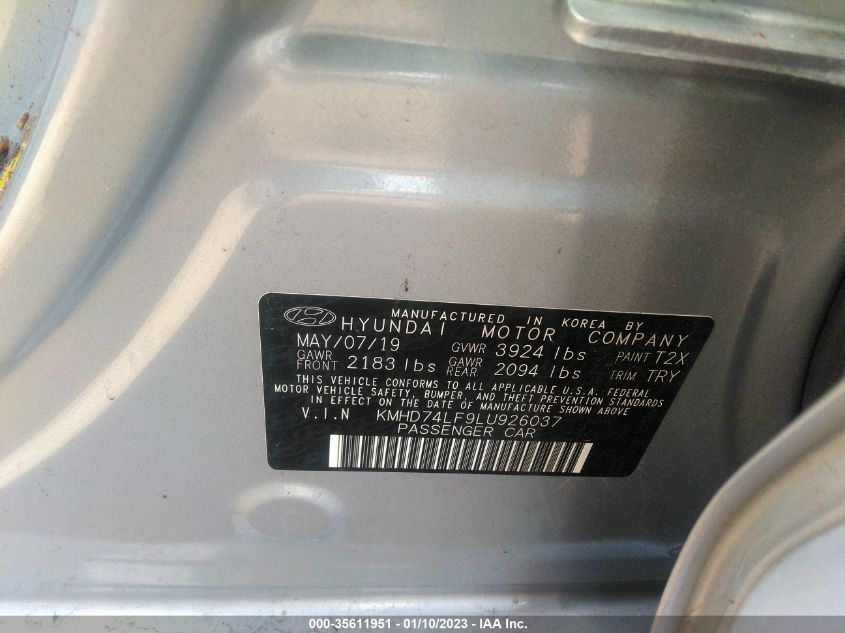 MANUFACTURED IN KOREA BY
HYUNDAI MOTOR COMPANY
MAY/07/19 GVWR 3924 lbs PAINT T2X
GAWR FRONT 2183 lbs GAWR REAR 2094 lbs TRIM TRY
THIS VEHICLE CONFORMS TO ALL APPLICABLE U.S.A. FEDERAL
MOTOR VEHICLE SAFETY, BUMPER, AND THEFT PREVENTION STANDARDS
IN EFFECT ON THE DATE OF MANUFACTURE SHOWN ABOVE
V.I.N KMHD74LF9LU926037
PASSENGER CAR
000-35611951 - 01/10/2023 - IAA Inc.